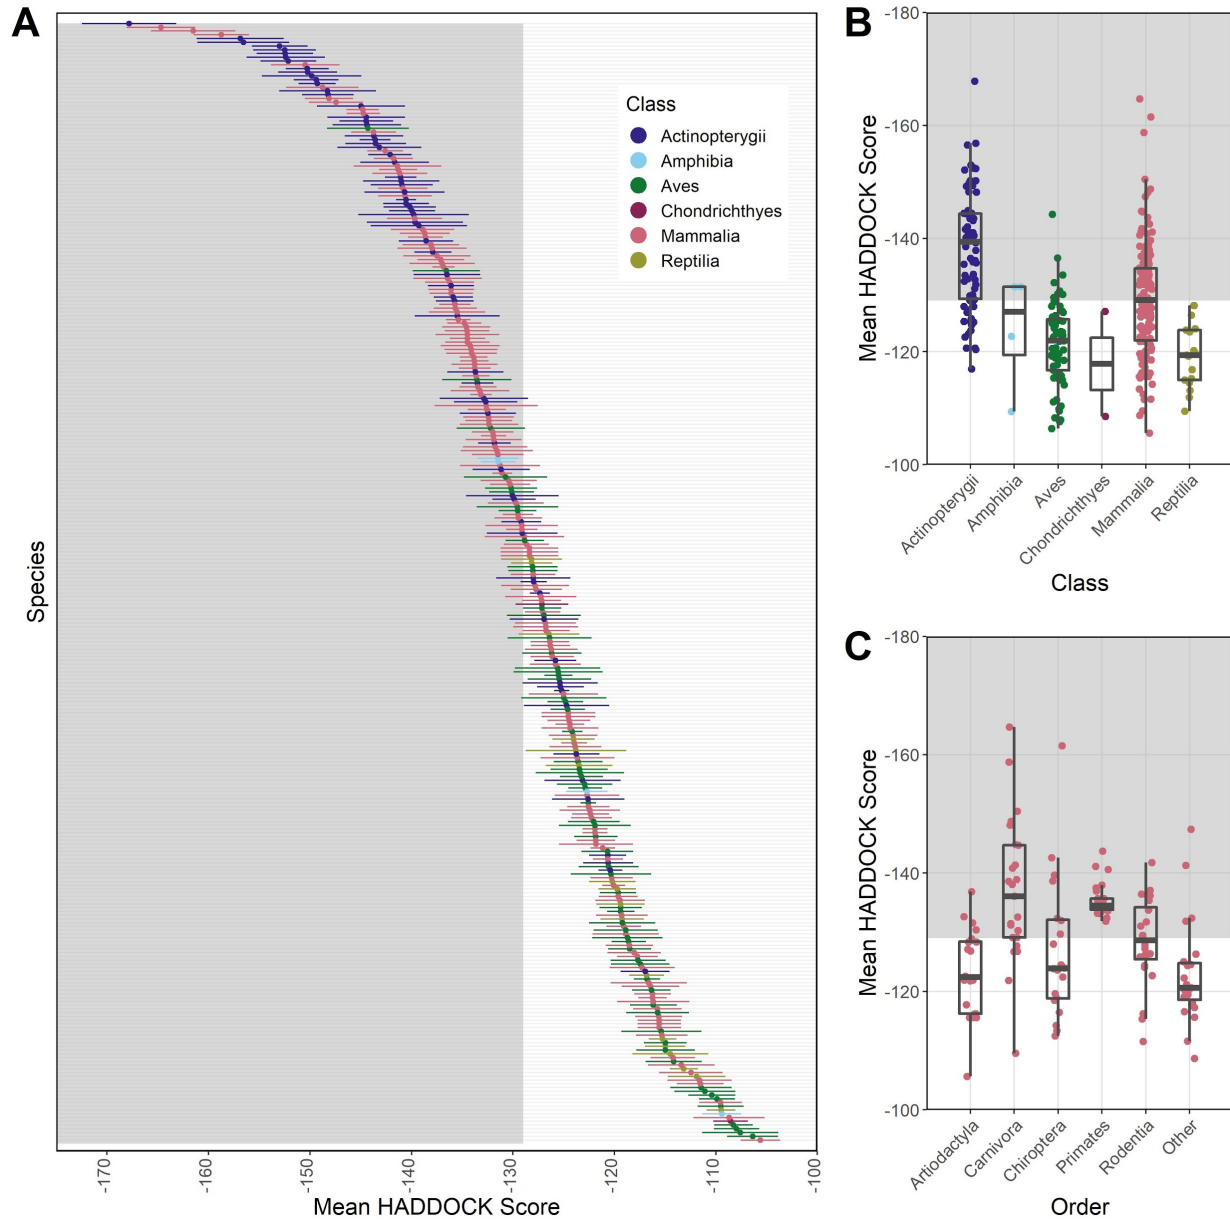 A
Species
Class
Actinopterygii
Amphibia
Aves
Chondrichthyes
Mammalia
Reptilia
-170
-160
-150
-140
-130
-120
-110
-100
Mean HADDOCK Score
B
Mean HADDOCK Score
-180
-160
-140
-120
-100
Actinopterygii
Amphibia
Aves
Chondrichthyes
Mammalia
Reptilia
Class
C
Mean HADDOCK Score
-180
-160
-140
-120
-100
Artiodactyla
Carnivora
Chiroptera
Primates
Rodentia
Other
Order